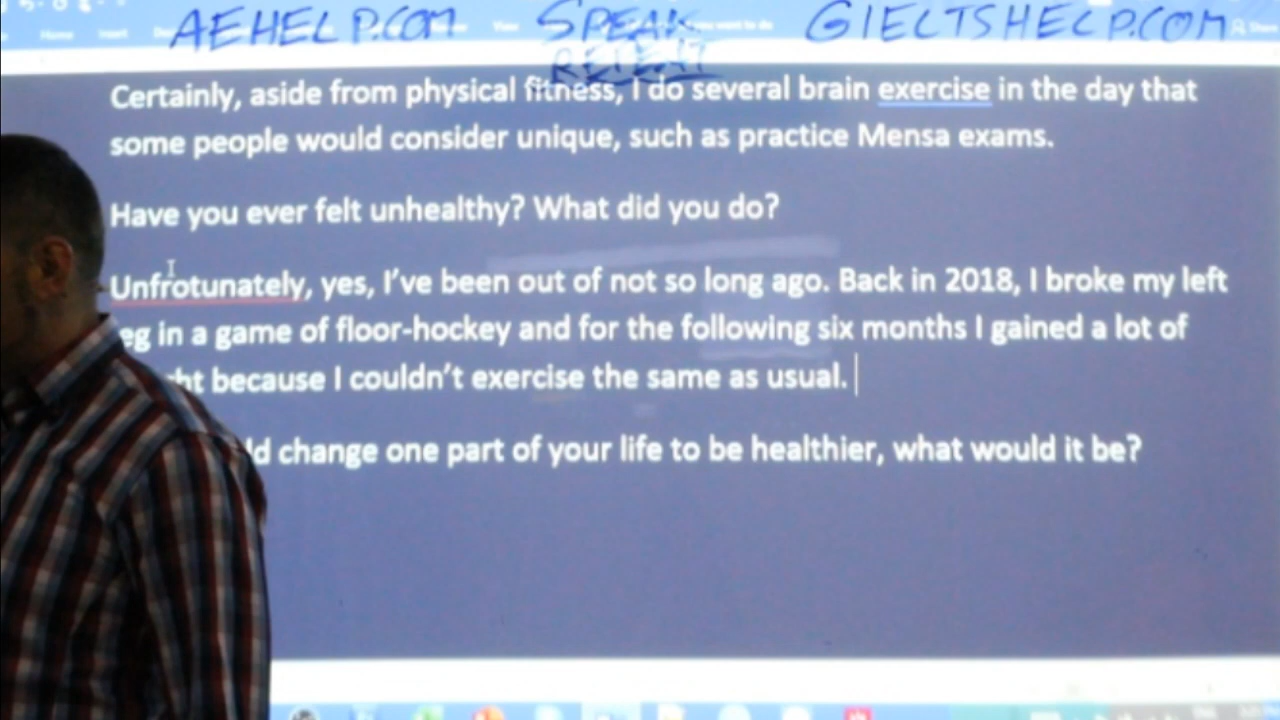 AEHELP.COM SPEAK GIELTSHELP.COM
Home Insert View
REPEAT
Certainly, aside from physical fitness, I do several brain exercise in the day that
some people would consider unique, such as practice Mensa exams.
Have you ever felt unhealthy? What did you do?
Unfrotunately, yes, I've been out of not so long ago. Back in 2018, I broke my left
eg in a game of floor-hockey and for the following six months I gained a lot of
ht because I couldn't exercise the same as usual.
ld change one part of your life to be healthier, what would it be?